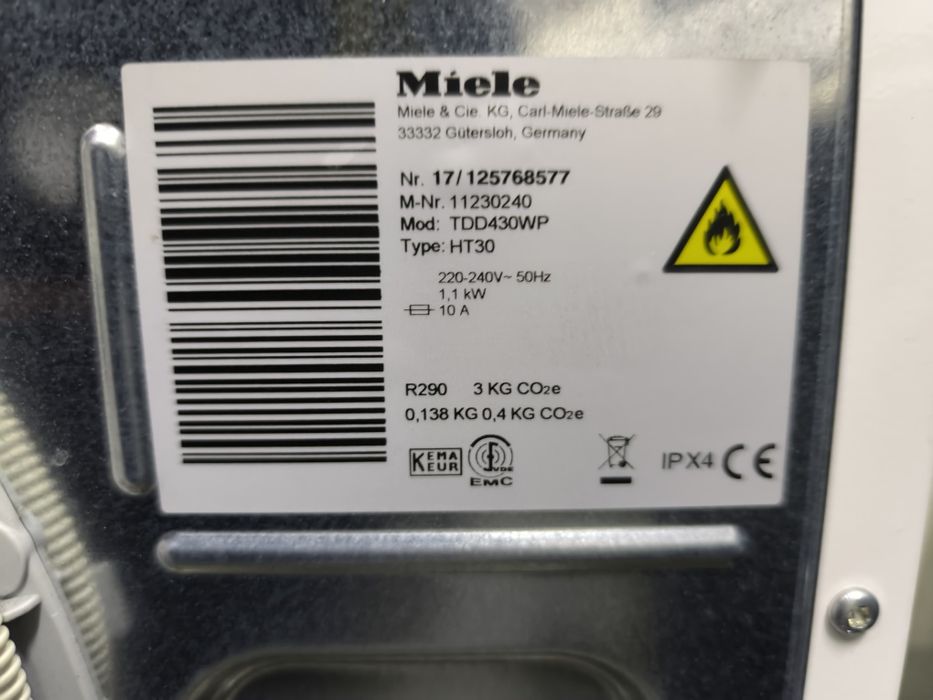 Miele
Miele & Cie. KG, Carl-Miele-Straße 29
33332 Gütersloh, Germany
Nr. 17/125768577
M-Nr. 11230240
Mod: TDD430WP
Type: HT30
220-240V~ 50Hz
1,1 kW
10 A
R290 3 KG CO₂e
0,138 KG 0,4 KG CO₂e
KEMA
KEUR
VDE
EMC
IPX4 CE